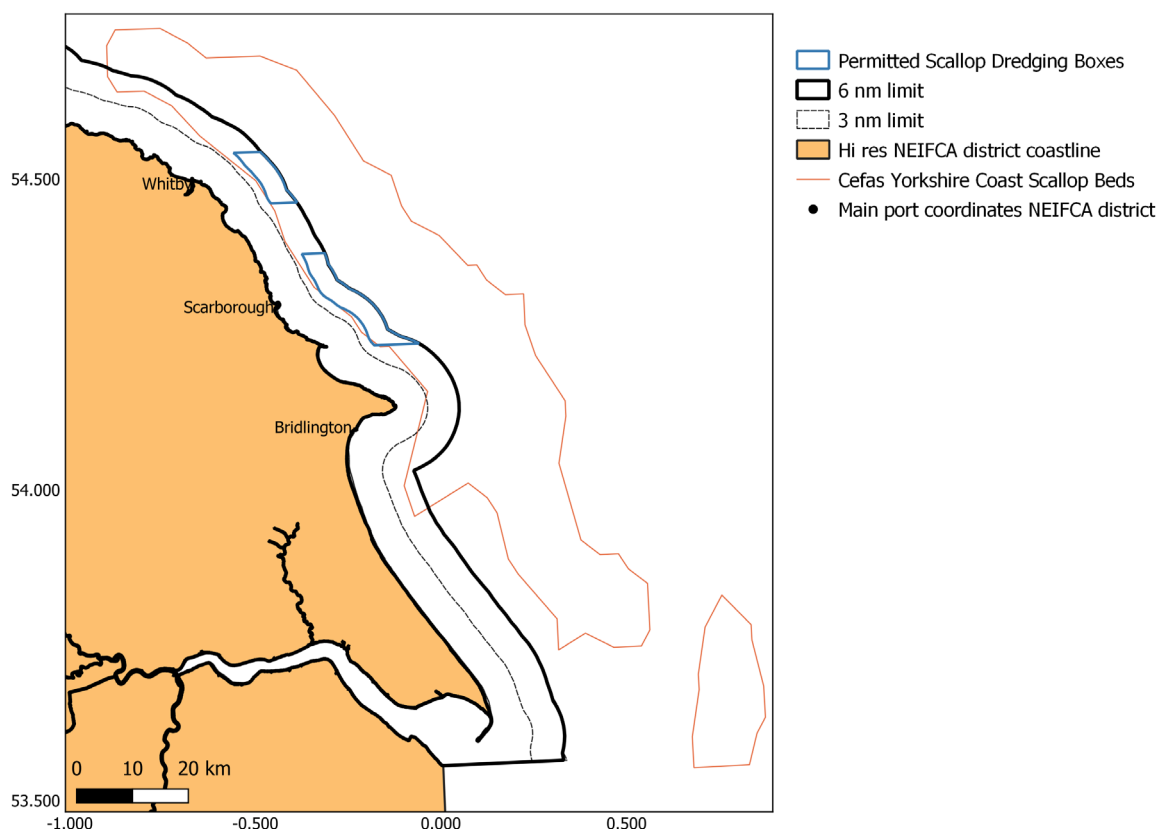 Permitted Scallop Dredging Boxes
6 nm limit
3 nm limit
Hi res NEIFCA district coastline
Cefas Yorkshire Coast Scallop Beds
Main port coordinates NEIFCA district
54.500
Whitby
Scarborough
Bridlington
54.000
0 10 20 km
53.500
-1.000 -0.500 0.000 0.500